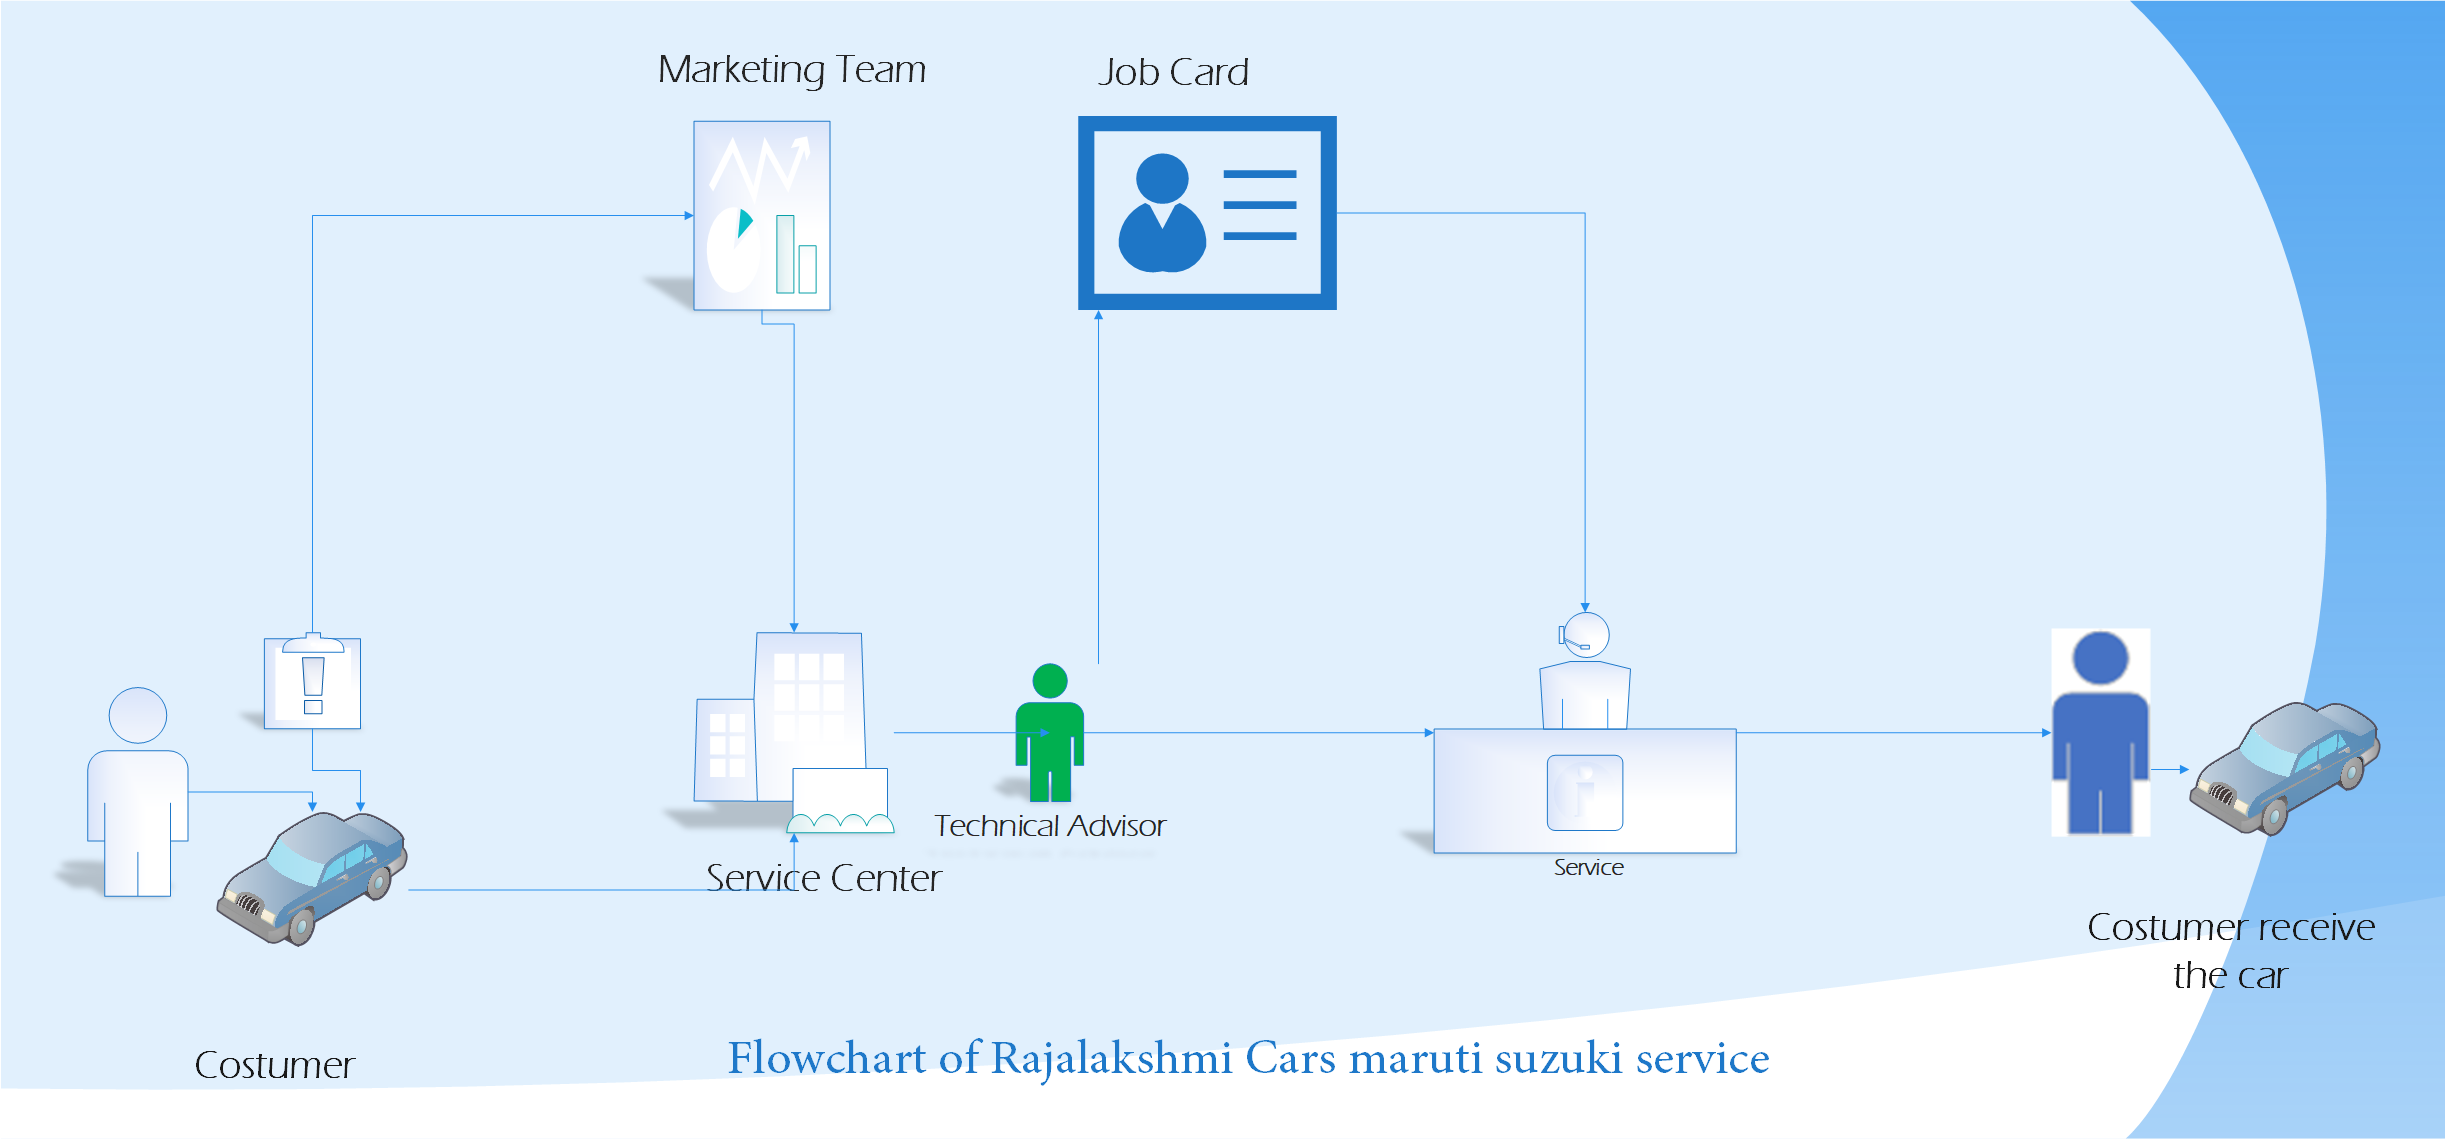 Marketing Team
Job Card
Technical Advisor
Service Center
Service
Costumer receive
the car
Costumer
Flowchart of Rajalakshmi Cars maruti suzuki service